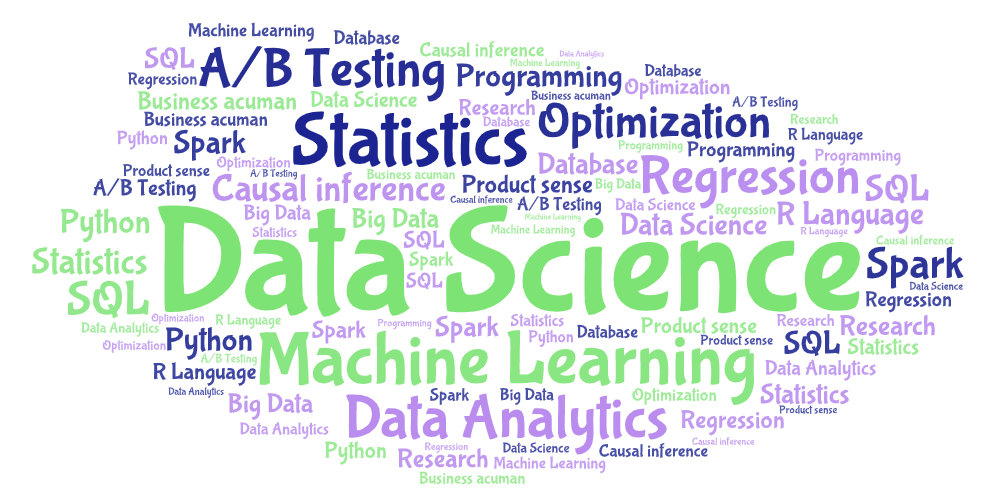 Machine Learning
Database
SQL
A/B Testing
Causal inference
Data Analytics
Machine Learning
Regression
Programming
Database
Optimization
Business acuman
Data Science
Business acuman
Research
A/B Testing
Business acuman
Statistics
Database
Optimization
Research
R Language
Python
Spark
Programming
Programming
Programming
Product sense
Optimization
A/B Testing
Business acuman
Database
Regression
SQL
A/B Testing
Causal inference
Product sense
Big Data
Causal inference
A/B Testing
Data Science
Regression
R Language
Python
Big Data
Big Data
Machine Learning
Data Science
Statistics
Machine Learning
R Language
Data Science
SQL
Causal inference
Statistics
Spark
Spark
SQL
SQL
Data Science
Regression
Data Analytics
Optimization
R Language
Spark
Programming
Spark
Statistics
Product sense
Research
Research
Optimization
Python
Python
Database
Product sense
SQL
Statistics
A/B Testing
Machine Learning
R Language
Data Analytics
Data Analytics
Spark
Big Data
Optimization
Statistics
Big Data
Data Analytics
Product sense
Data Analytics
Regression
Python
Regression
Data Science
Causal inference
Causal inference
Research
Machine Learning
Business acuman